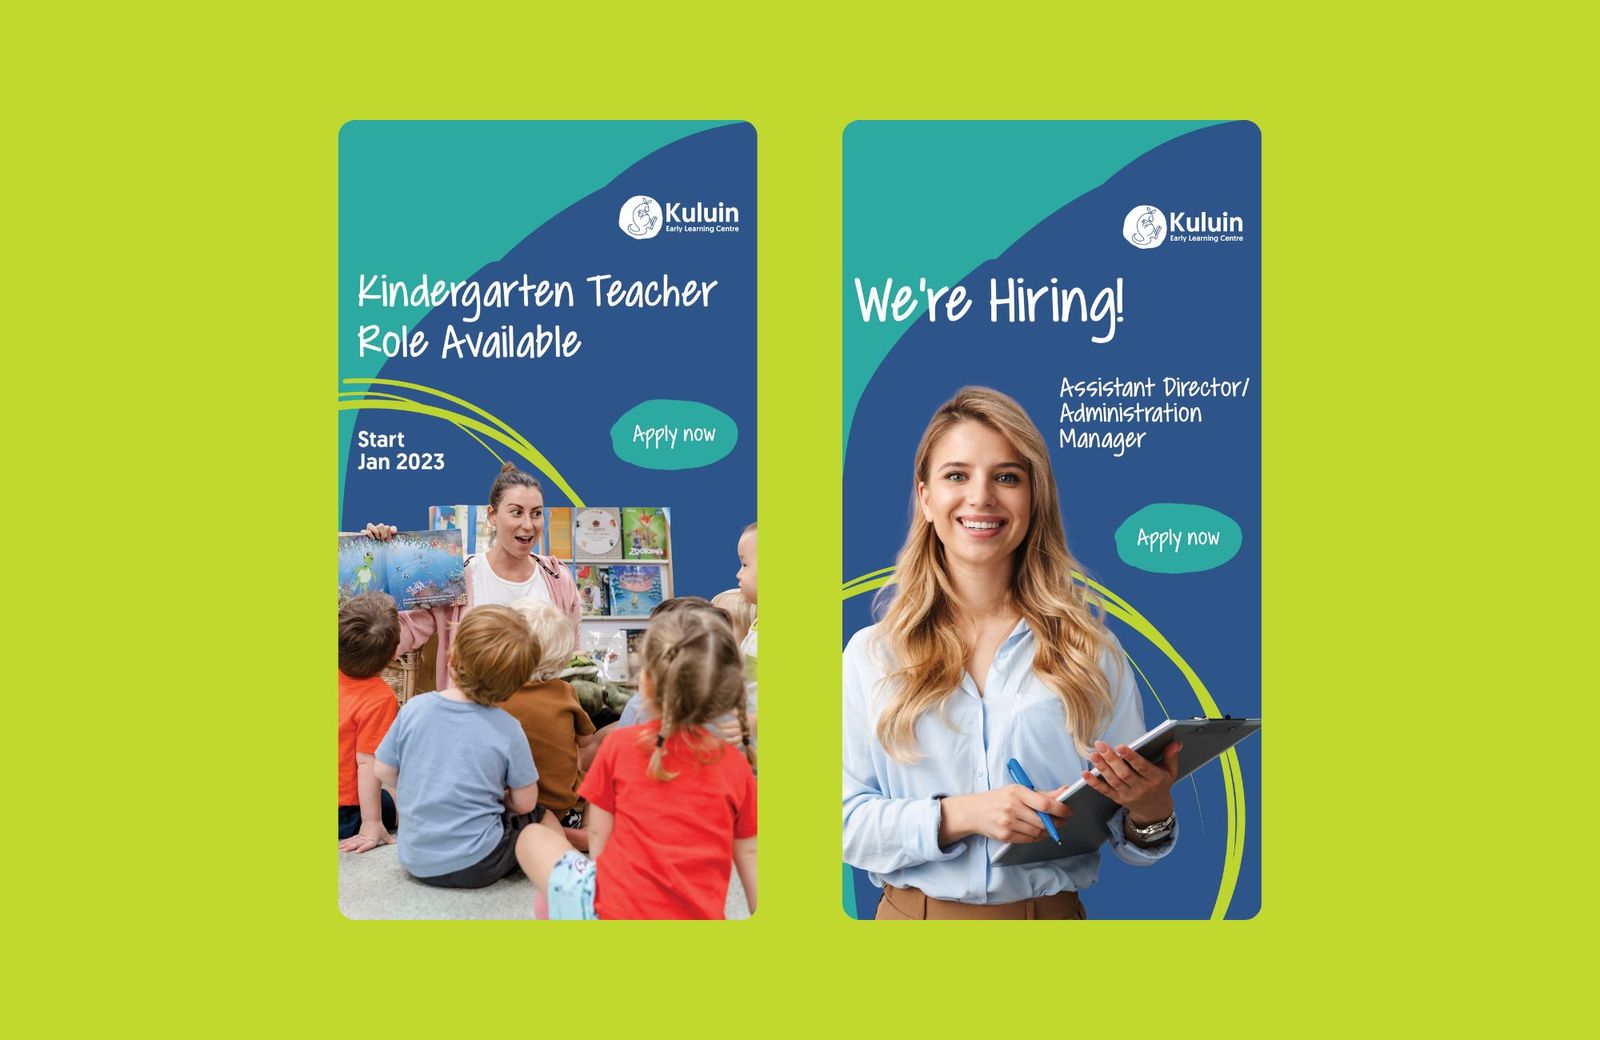 Kuluin
Early Learning Centre
Kindergarten Teacher
Role Available
Start
Jan 2023
Apply now
ZOOTOPIA
Kuluin
Early Learning Centre
We're Hiring!
Assistant Director/
Administration
Manager
Apply now